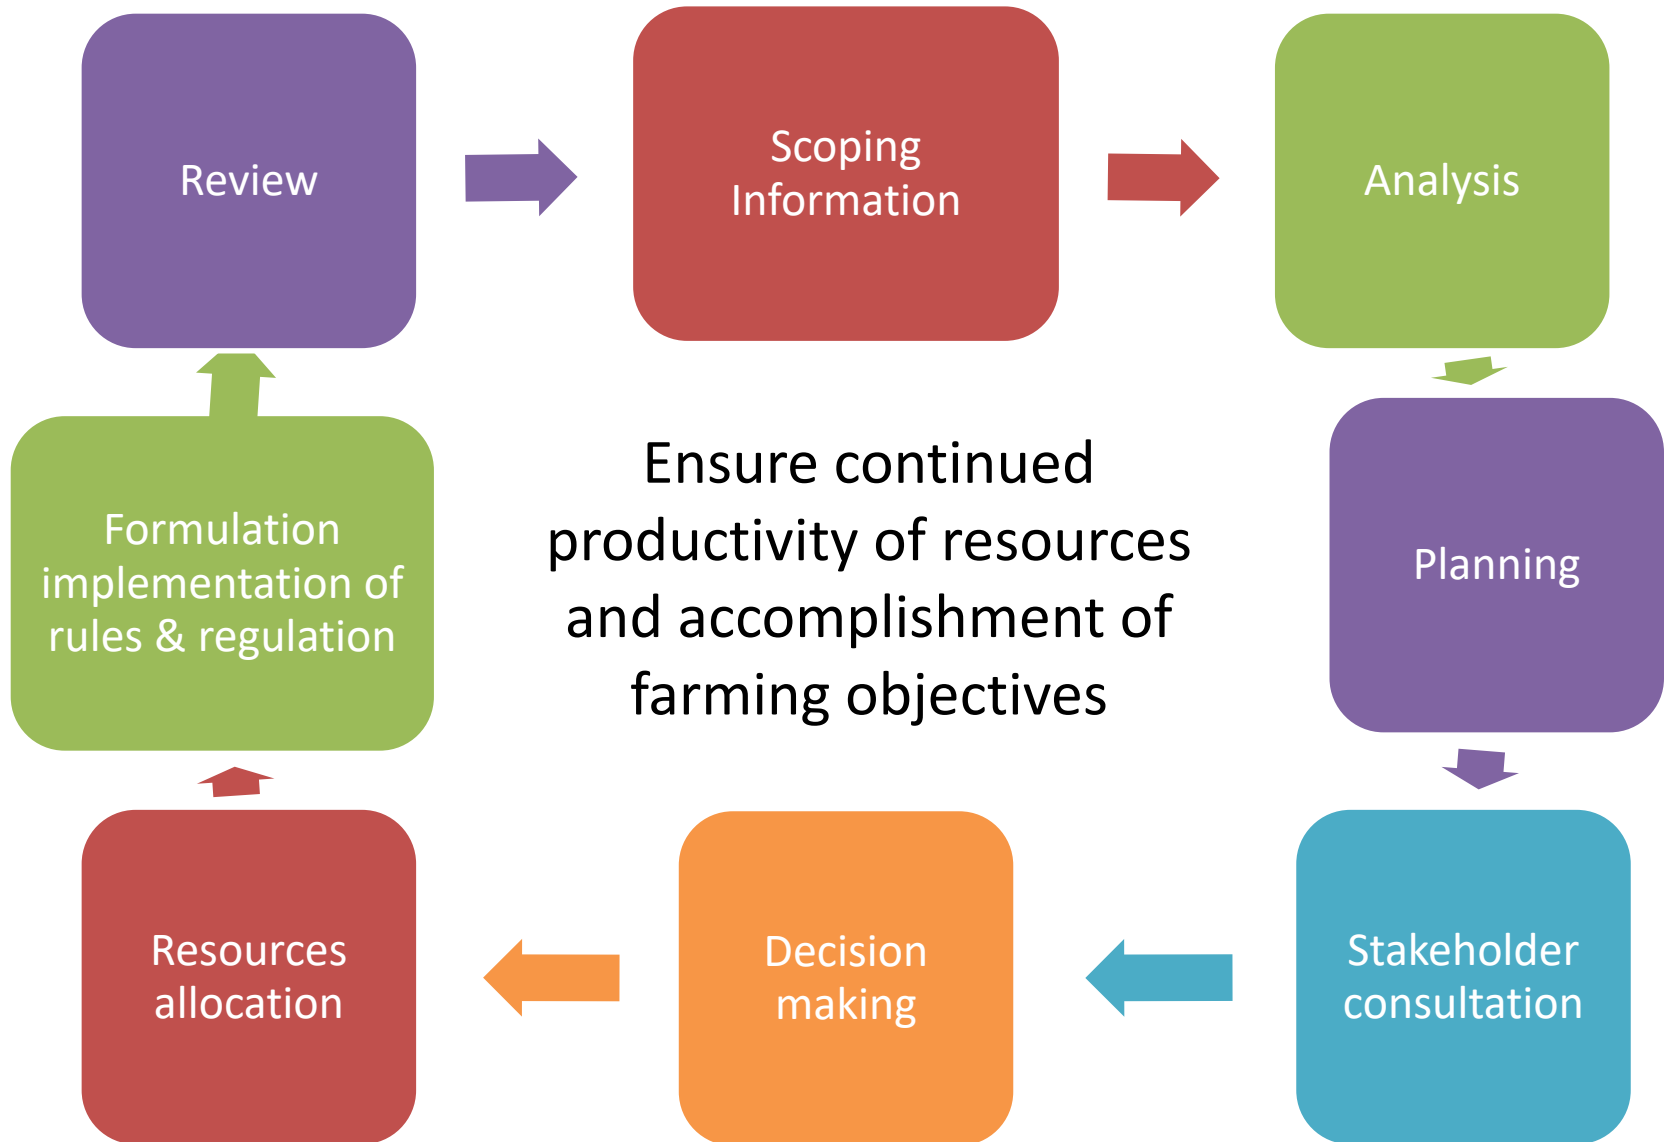 Review
Scoping
Information
Analysis
Ensure continued
productivity of resources
and accomplishment of
farming objectives
Formulation
implementation of
rules & regulation
Planning
Resources
allocation
Decision
making
Stakeholder
consultation